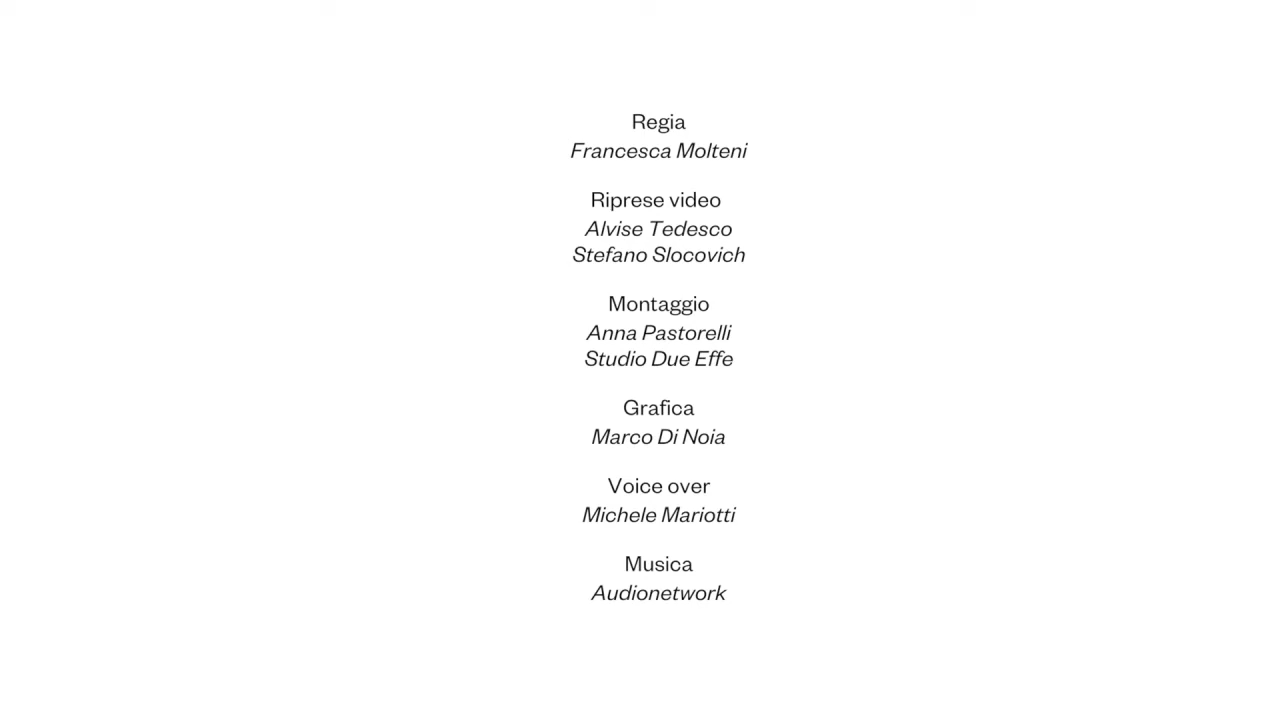 Regia
Francesca Molteni
Riprese video
Alvise Tedesco
Stefano Slocovich
Montaggio
Anna Pastorelli
Studio Due Effe
Grafica
Marco Di Noia
Voice over
Michele Mariotti
Musica
Audionetwork